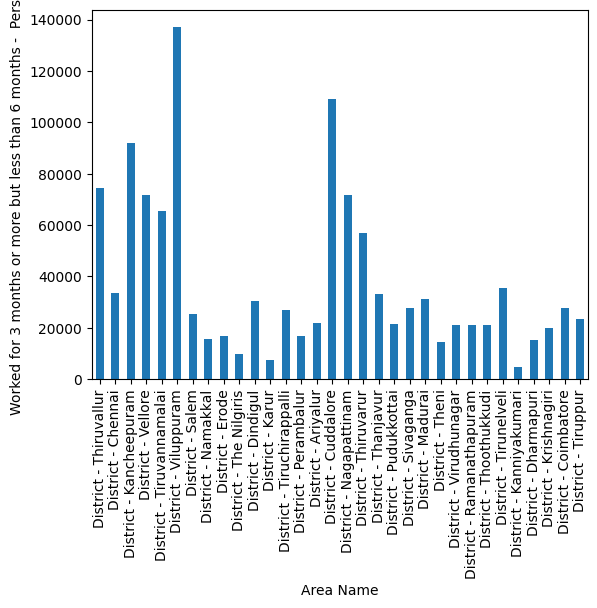 Worked for 3 months or more but less than 6 months - Pers
140000
120000
100000
80000
60000
40000
20000
0
District - Thiruvallur
District - Chennai
District - Kancheepuram
District - Vellore
District - Tiruvannamalai
District - Viluppuram
District - Salem
District - Namakkal
District - Erode
District - The Nilgiris
District - Dindigul
District - Karur
District - Tiruchirappalli
District - Perambalur
District - Ariyalur
District - Cuddalore
District - Nagapattinam
District - Thiruvarur
District - Thanjavur
District - Pudukkottai
District - Sivaganga
District - Madurai
District - Theni
District - Virudhunagar
District - Ramanathapuram
District - Thoothukkudi
District - Tirunelveli
District - Kanniyakumari
District - Dharmapuri
District - Krishnagiri
District - Coimbatore
District - Tiruppur
Area Name